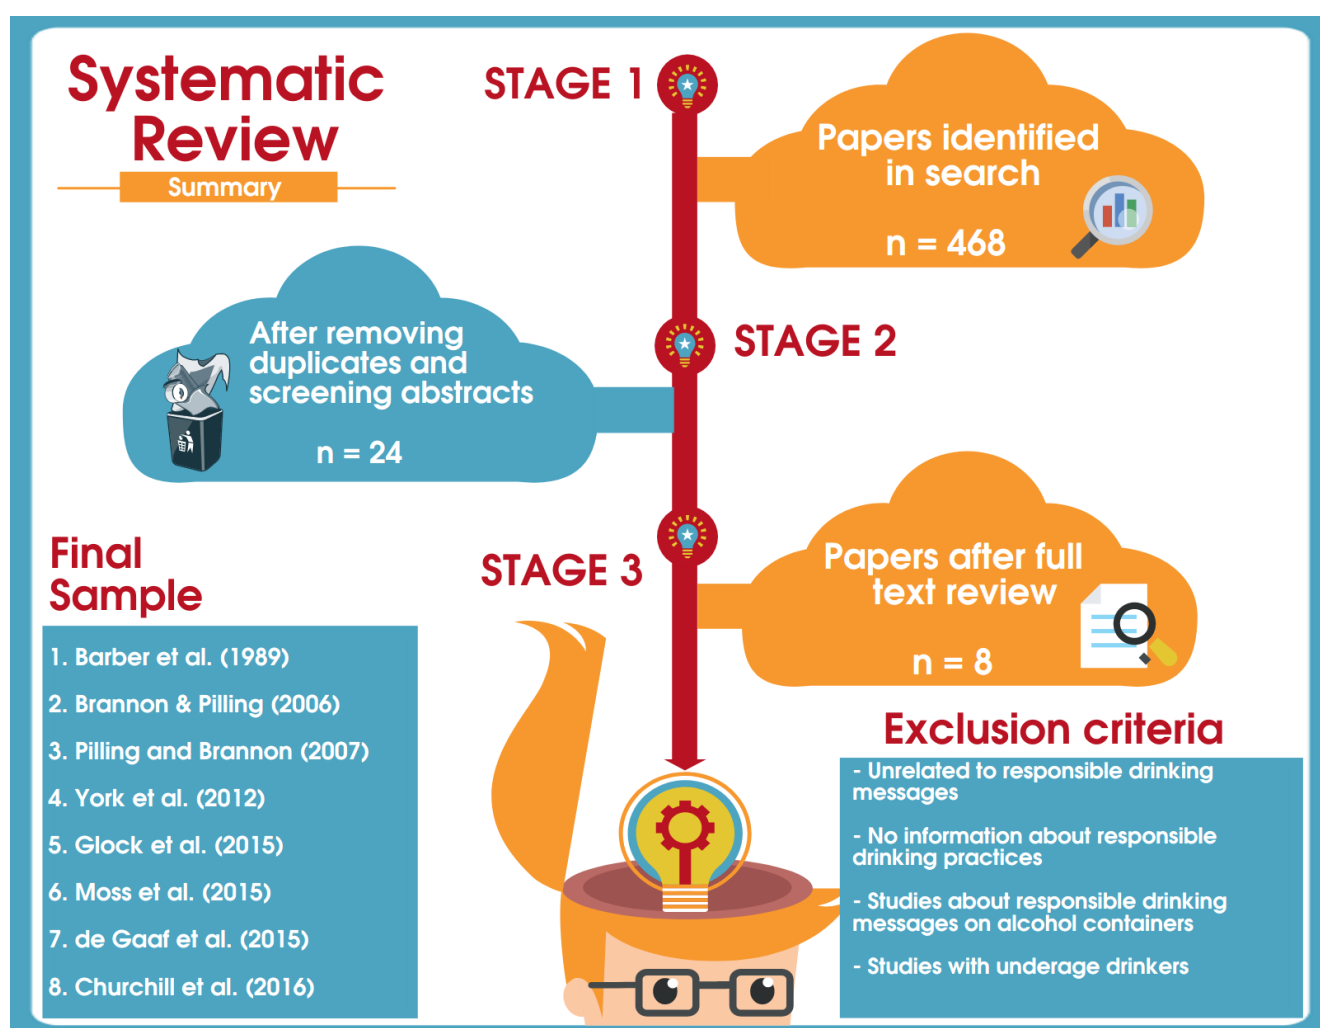 Systematic
Review
Summary
STAGE 1
Papers identified
in search
n = 468
STAGE 2
After removing
duplicates and
screening abstracts
n = 24
STAGE 3
Papers after full
text review
n = 8
Final
Sample
1. Barber et al. (1989)
2. Brannon & Pilling (2006)
3. Pilling and Brannon (2007)
4. York et al. (2012)
5. Glock et al. (2015)
6. Moss et al. (2015)
7. de Gaaf et al. (2015)
8. Churchill et al. (2016)
Exclusion criteria
- Unrelated to responsible drinking
messages
- No information about responsible
drinking practices
- Studies about responsible drinking
messages on alcohol containers
- Studies with underage drinkers